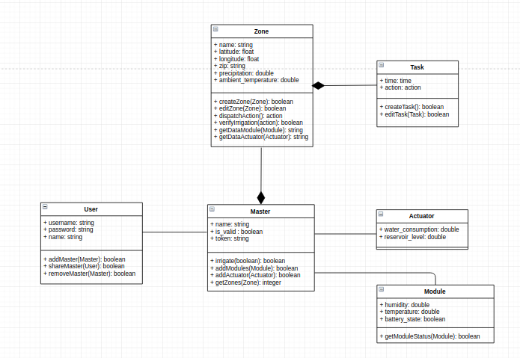 Zone
+ name: string
+ latitude: float
+ longitude: float
+ zip: string
+ precipitation: double
+ ambient_temperature: double
+ createZone(Zone): boolean
+ editZone(Zone): boolean
+ dispatchAction(): action
+ verifyIrrigation(action): boolean
+ getDataModule(Module): string
+ getDataActuator(Actuator): string
Task
+ time: time
+ action: action
+ createTask(): boolean
+ editTask(Task): boolean
User
+ username: string
+ password: string
+ name: string
+ addMaster(Master): boolean
+ shareMaster(User): boolean
+ removeMaster(Master): boolean
Master
+ name: string
+ is_valid : boolean
+ token: string
+ irrigate(boolean): boolean
+ addModules(Module): boolean
+ addActuator(Actuator): boolean
+ getZones(Zone): integer
Actuator
+ water_consumption: double
+ reservoir_level: double
Module
+ humidity: double
+ temperature: double
+ battery_state: boolean
+ getModuleStatus(Module): boolean